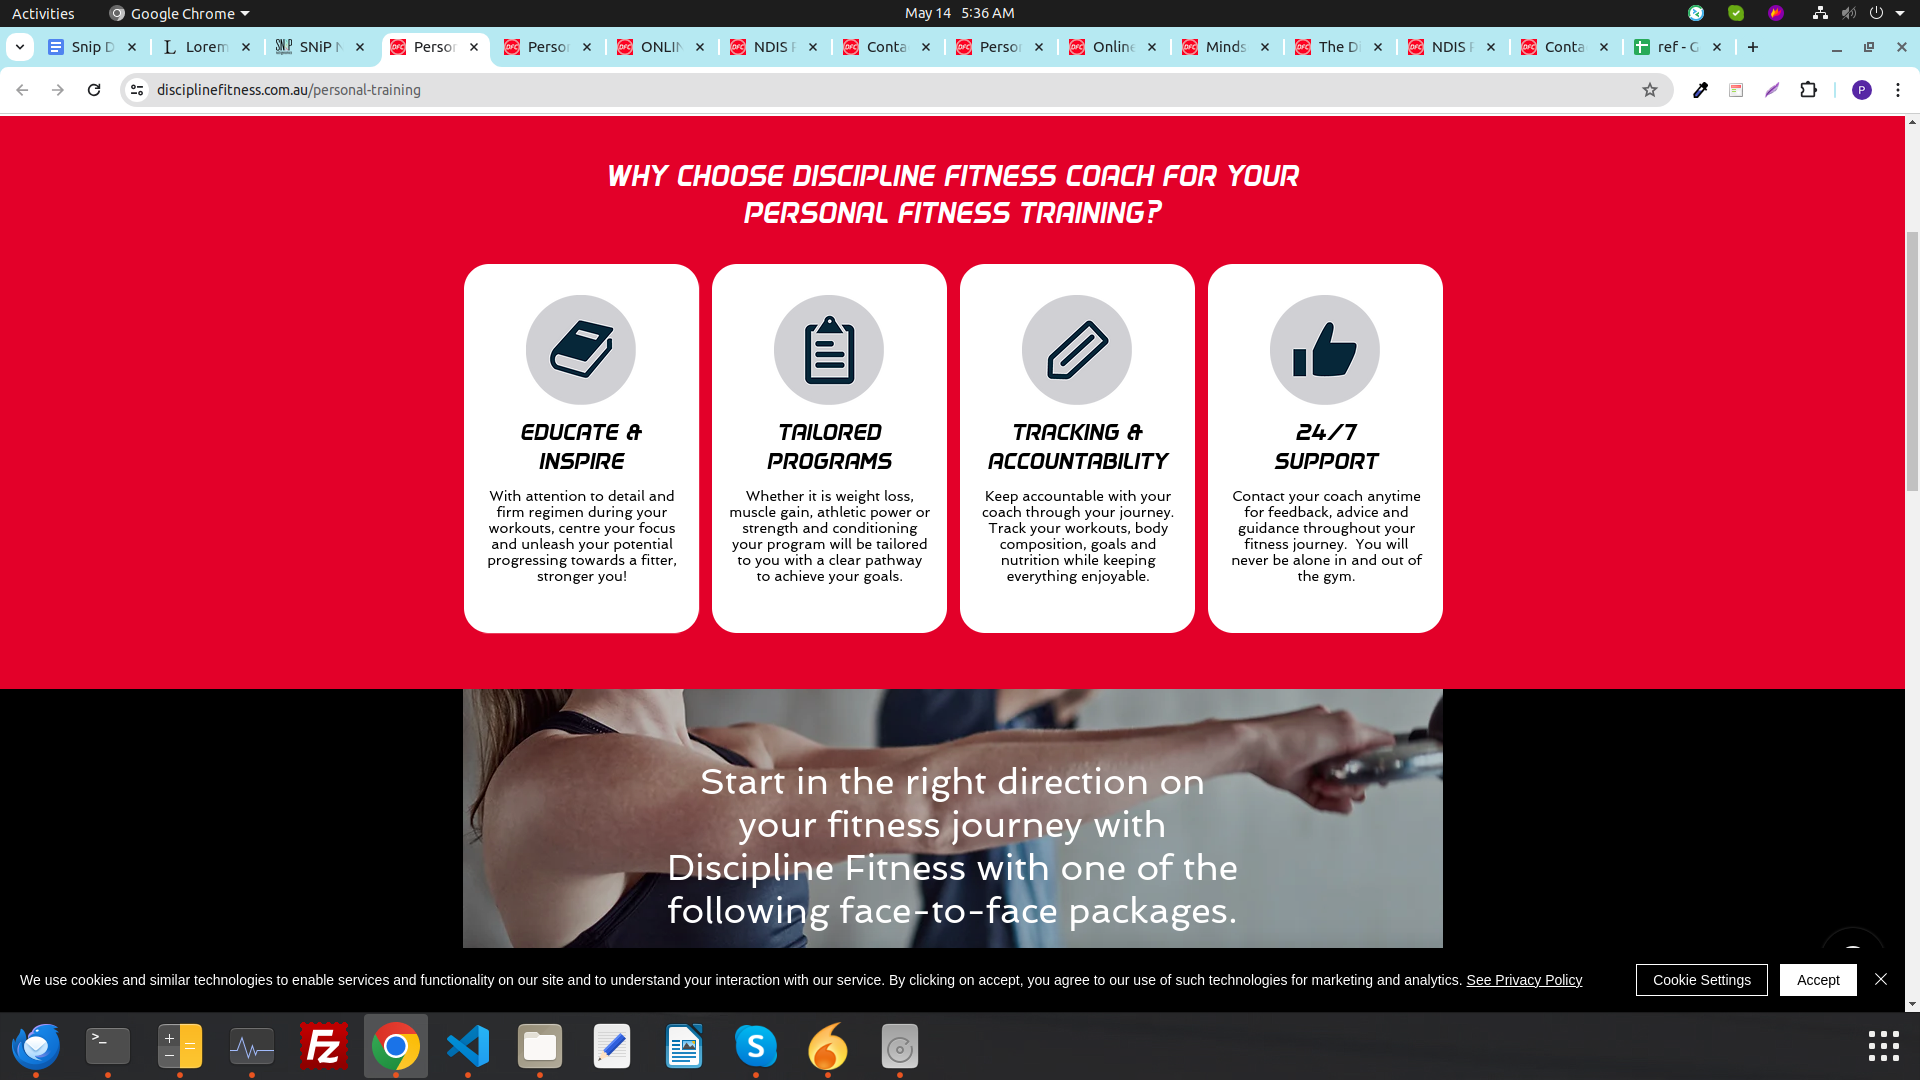 Activities
Google Chrome
May 14 5:36 AM
Snip D
Lorem
SNiP N
Person
Person
ONLIN
NDIS P
Conta
Person
Online
Minds
The Di
NDIS P
Conta
ref - G
disciplinefitness.com.au/personal-training
P
WHY CHOOSE DISCIPLINE FITNESS COACH FOR YOUR
PERSONAL FITNESS TRAINING?
EDUCATE &
INSPIRE
With attention to detail and
firm regimen during your
workouts, centre your focus
and unleash your potential
progressing towards a fitter,
stronger you!
TAILORED
PROGRAMS
Whether it is weight loss,
muscle gain, athletic power or
strength and conditioning
your program will be tailored
to you with a clear pathway
to achieve your goals.
TRACKING &
ACCOUNTABILITY
Keep accountable with your
coach through your journey.
Track your workouts, body
composition, goals and
nutrition while keeping
everything enjoyable.
24/7
SUPPORT
Contact your coach anytime
for feedback, advice and
guidance throughout your
fitness journey. You will
never be alone in and out of
the gym.
Start in the right direction on
your fitness journey with
Discipline Fitness with one of the
following face-to-face packages.
We use cookies and similar technologies to enable services and functionality on our site and to understand your interaction with our service. By clicking on accept, you agree to our use of such technologies for marketing and analytics. See Privacy Policy
Cookie Settings
Accept